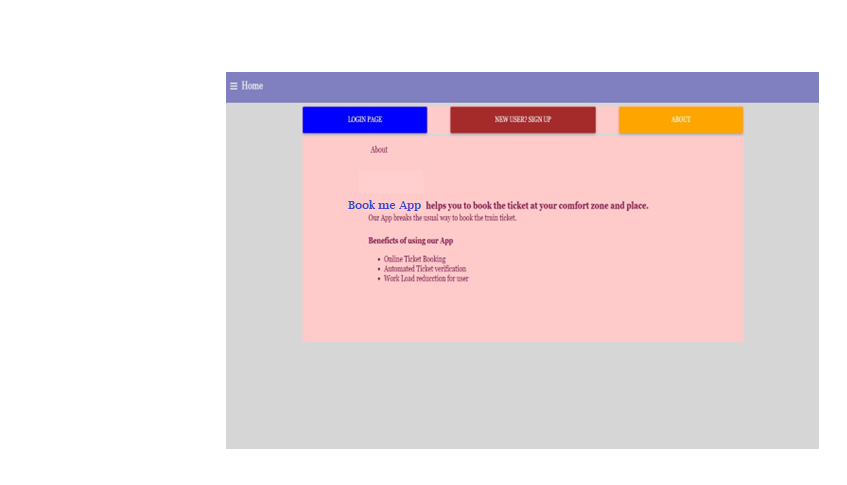 ☰ Home
LOGIN PAGE NEW USER? SIGN UP ABOUT
About
Book me App helps you to book the ticket at your comfort zone and place.
Our App breaks the usual way to book the train ticket.
Beneficts of using our App
• Online Ticket Booking
• Automated Ticket verification
• Work Load reducction for user